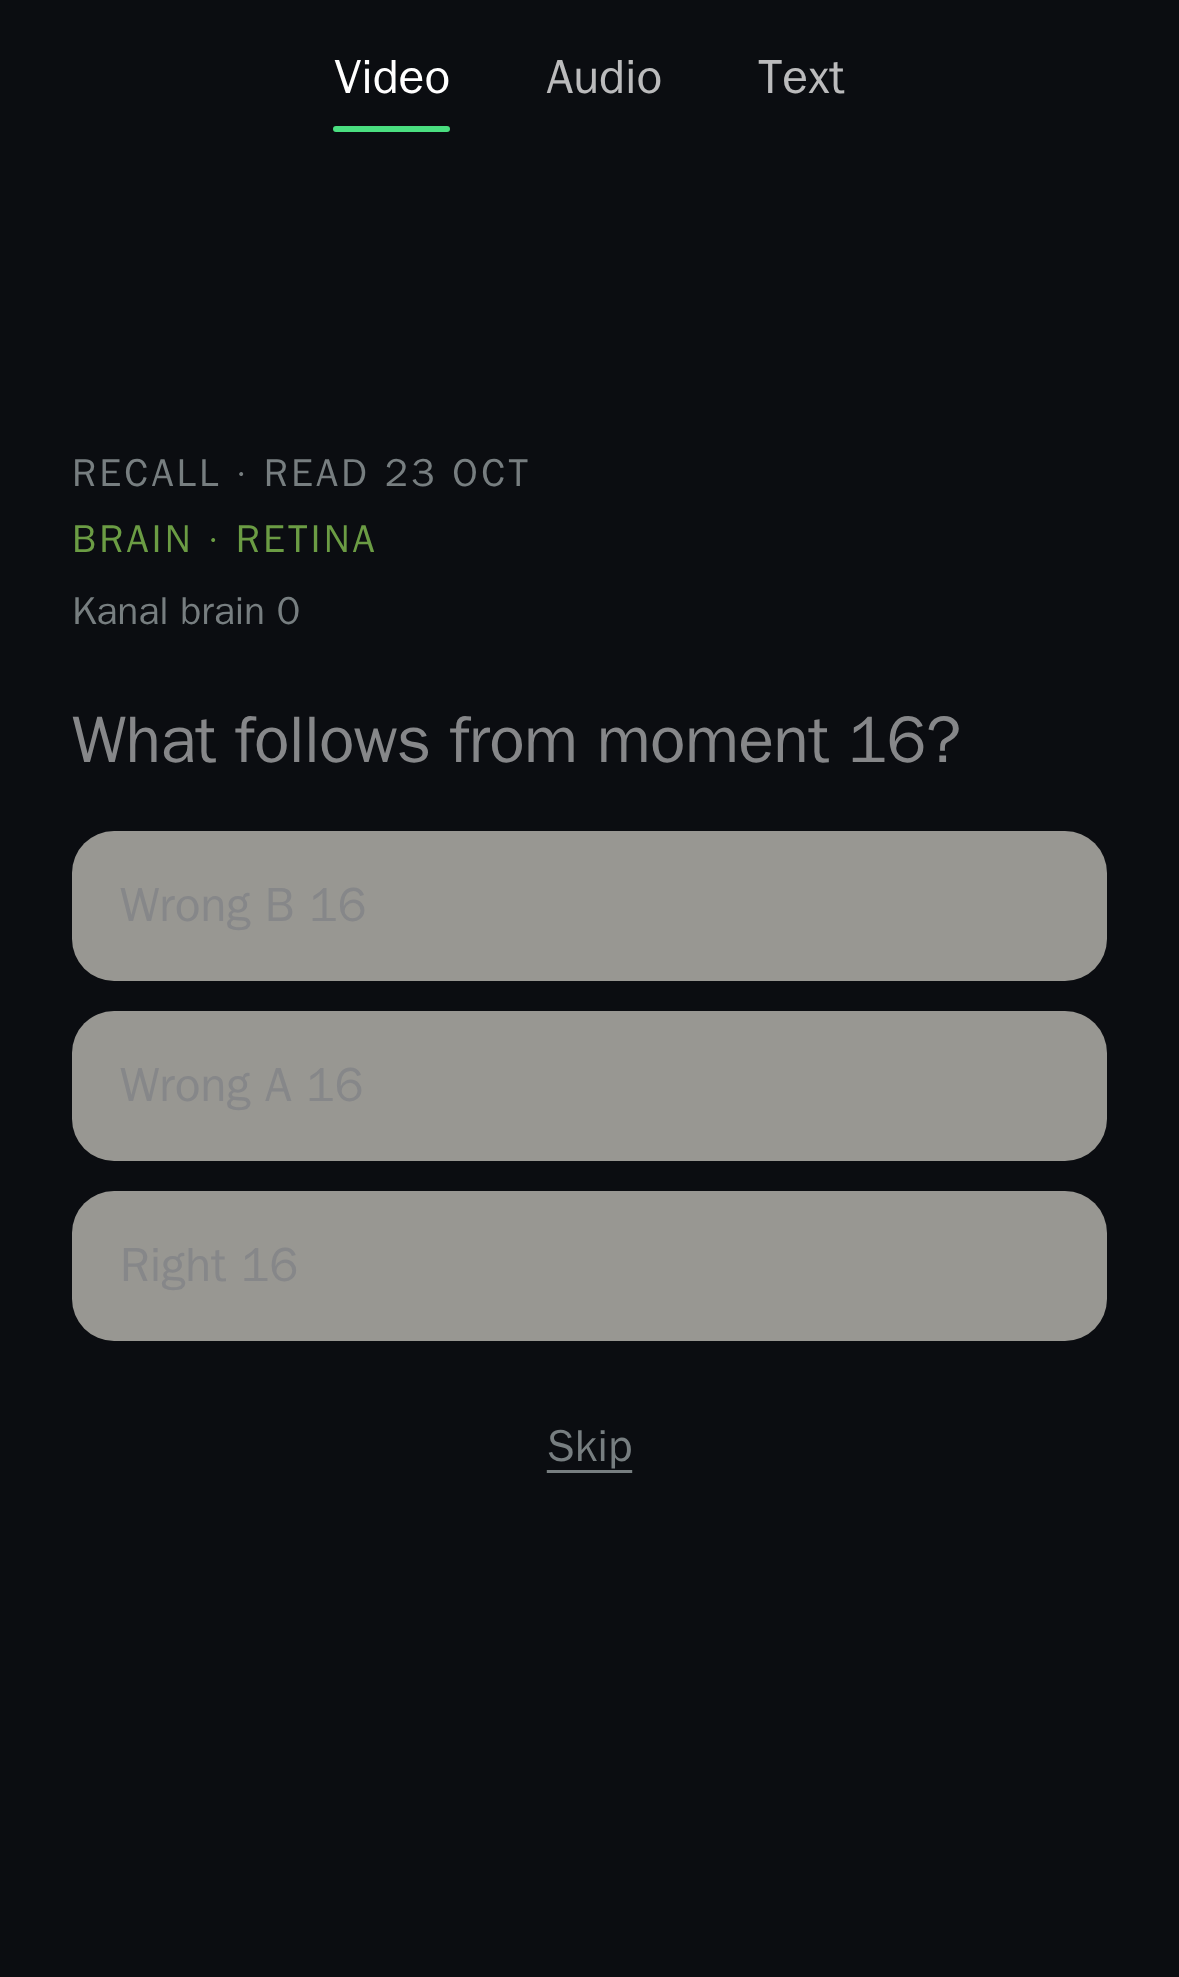 Video Audio Text
RECALL · READ 23 OCT
BRAIN · RETINA
Kanal brain 0
What follows from moment 16?
Wrong B 16
Wrong A 16
Right 16
Skip